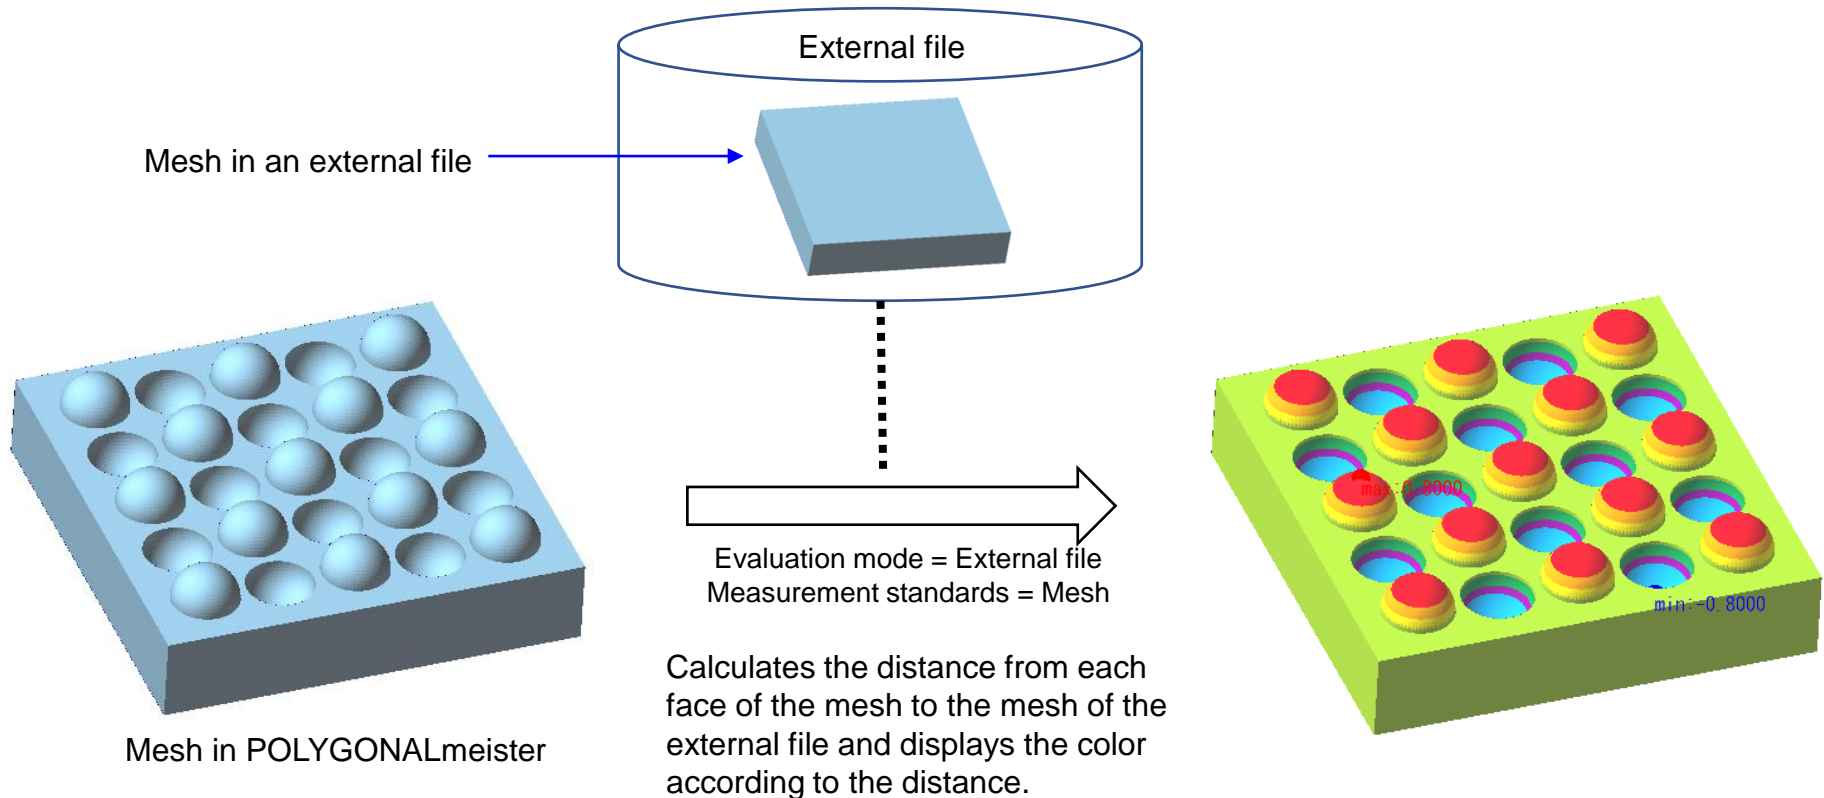 External file
Mesh in an external file
max:0.8000
Evaluation mode = External file
Measurement standards = Mesh
min:-0.8000
Calculates the distance from each
face of the mesh to the mesh of the
external file and displays the color
according to the distance.
Mesh in POLYGONALmeister